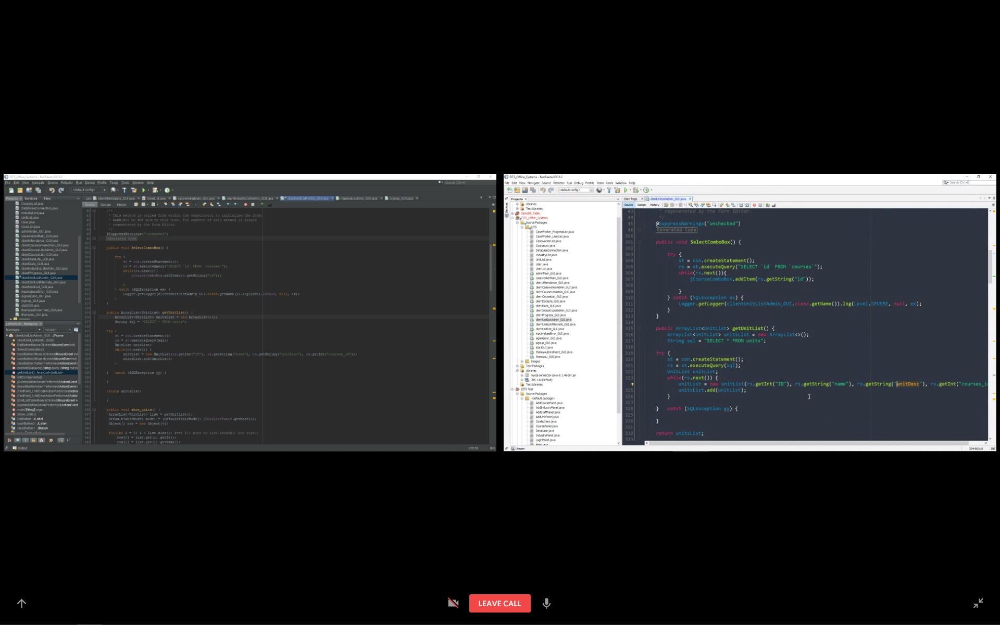 EITS_Office_Systems - NetBeans IDE 8.2
File Edit View Navigate Source Refactor Run Debug Profile Team Tools Window Help
Search (Ctrl+I)
<default config>
Projects Services Files
clientAttendance_GUI.java UserList.java caseworkerMain_GUI.java clientIndustryListAdmin_GUI.java clientUnitListAdmin_GUI.java inputvaluesError_GUI.java signup_GUI.java
Source Design History
CourseList.java
DatabaseConnection.java
IndustryList.java
UnitList.java
User.java
UserList.java
adminMain_GUI.java
caseworkerMain_GUI.java
clientAttendance_GUI.java
clientCaseworkerAdmin_GUI.java
clientCourseListAdmin_GUI.java
clientCourseList_GUI.java
clientDataLite_GUI.java
clientData_GUI.java
clientIndustryListAdmin_GUI.java
clientProgress_GUI.java
clientUnitListAdmin_GUI.java
clientUnitListAlternate_GUI.java
clientUnitList_GUI.java
inputvaluesError_GUI.java
signinError_GUI.java
signup_GUI.java
startGUI.java
thankyouEnrolment_GUI.java
thankyou_GUI.java
Images
getUnitList - Navigator
Members <empty>
clientUnitListAdmin_GUI :: JFrame
clientUnitListAdmin_GUI()
ExitButtonMouseClicked(MouseEvent evt)
SelectComboBox()
backButton3MouseClicked(MouseEvent evt)
backButton3MouseMoved(MouseEvent evt)
clearButton1ActionPerformed(ActionEvent
executeSQlQuery(String query, String mess
getUnitList() : ArrayList<UnitList>
initComponents()
jDeleteButtonActionPerformed(ActionEvent
jInsertButtonActionPerformed(ActionEvent
jTextField_UnitCodeActionPerformed(Action
jTextField_UnitDescActionPerformed(Action
jUnitListTableMouseClicked(MouseEvent e
jUpdateButtonActionPerformed(ActionEven
main(String[] args)
show_units()
ExitButton : JLabel
backButton3 : JLabel
clearButton1 : JButton
Output
/**
* This method is called from within the constructor to initialize the form.
* WARNING: Do NOT modify this code. The content of this method is always
* regenerated by the Form Editor.
*/
@SuppressWarnings("unchecked")
Generated Code
public void SelectComboBox() {
try {
st = con.createStatement();
rs = st.executeQuery("SELECT `id` FROM `courses`");
while(rs.next()){
jCourseComboBox.addItem(rs.getString("id"));
}
} catch (SQLException ex) {
Logger.getLogger(clientUnitListAdmin_GUI.class.getName()).log(Level.SEVERE, null, ex);
}
}
public ArrayList<UnitList> getUnitList() {
ArrayList<UnitList> unitsList = new ArrayList<>();
String sql = "SELECT * FROM units";
try {
st = con.createStatement();
rs = st.executeQuery(sql);
UnitList unitList;
while(rs.next()) {
unitList = new UnitList(rs.getInt("ID"), rs.getString("name"), rs.getString("unitDesc"), rs.getInt("courses_id"));
unitsList.add(unitList);
}
} catch (SQLException ex) {
}
return unitsList;
}
public void show_units() {
ArrayList<UnitList> list = getUnitList();
DefaultTableModel model = (DefaultTableModel) jUnitListTable.getModel();
Object[] row = new Object[4];
for(int i = 0; i < list.size(); i++) {// note no list.length() but size()
row[0] = list.get(i).getID();
row[1] = list.get(i).getName();
316:59 INS
EITS_Office_Systems - NetBeans IDE 8.2
File Edit View Navigate Source Refactor Run Debug Profile Team Tools Window Help
Search (Ctrl+I)
<default config>
Projects
Services
Start Page clientUnitListAdmin_GUI.java
Source Design History
Libraries
Test Libraries
DemoDB_Table
EITS_Office_Systems
Source Packages
EITS
CaseWorker_ProgressList.java
CaseWorker_UserList.java
CaseworkerList.java
CourseList.java
DatabaseConnection.java
IndustryList.java
UnitList.java
User.java
UserList.java
adminMain_GUI.java
caseworkerMain_GUI.java
clientAttendance_GUI.java
clientCaseworkerAdmin_GUI.java
clientCourseListAdmin_GUI.java
clientCourseList_GUI.java
clientDataLite_GUI.java
clientData_GUI.java
clientIndustryListAdmin_GUI.java
clientProgress_GUI.java
clientUnitListAdmin_GUI.java
clientUnitListAlternate_GUI.java
clientUnitList_GUI.java
inputvaluesError_GUI.java
signinError_GUI.java
signup_GUI.java
startGUI.java
thankyouEnrolment_GUI.java
thankyou_GUI.java
Images
Test Packages
Libraries
mysql-connector-java-5.1.46-bin.jar
JDK 1.8 (Default)
Test Libraries
EITS Test
Source Packages
<default package>
AddCoursePanel.java
AddIndustryPanel.java
AddStaffPanel.java
AddUnitPanel.java
ComboItem.java
CoursePanel.java
Database.java
IndustryPanel.java
LoginPanel.java
Main.java
Usages
43 * regenerated by the Form Editor.
44 */
45 @SuppressWarnings("unchecked")
46 Generated Code
300
301 public void SelectComboBox() {
302
303 try {
304 st = con.createStatement();
305 rs = st.executeQuery("SELECT `id` FROM `courses`");
306 while(rs.next()){
307 jCourseComboBox.addItem(rs.getString("id"));
308
309 }
310 } catch (SQLException ex) {
311 Logger.getLogger(clientUnitListAdmin_GUI.class.getName()).log(Level.SEVERE, null, ex);
312 }
313 }
314
315 public ArrayList<UnitList> getUnitList() {
316 ArrayList<UnitList> unitsList = new ArrayList<>();
317 String sql = "SELECT * FROM units";
318
319 try {
320 st = con.createStatement();
321 rs = st.executeQuery(sql);
322 UnitList unitList;
323 while(rs.next()) {
unitList = new UnitList(rs.getInt("ID"), rs.getString("name"), rs.getString("unitDesc"), rs.getInt("courses_i
325 unitsList.add(unitList);
326 }
327
328 } catch (SQLException ex) {
329
330 }
331
332 return unitsList;
333
324:90/1:8 INS
LEAVE CALL